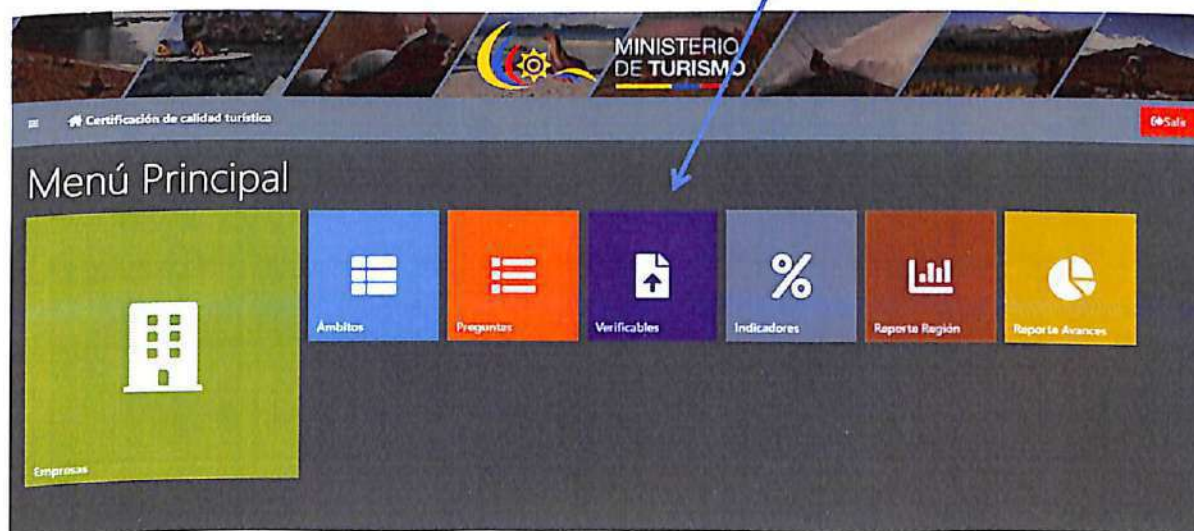 MINISTERIO
DE TURISMO
Certificación de calidad turística
Salir
Menú Principal
Ámbitos
Preguntas
Verificables
Indicadores
Reporte Región
Reporte Avances
Empresas